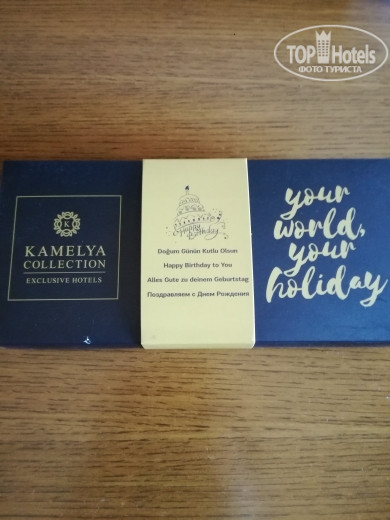 TOP Hotels
ФОТО ТУРИСТА
K
KAMELYA
COLLECTION
EXCLUSIVE HOTELS
Happy Birthday
Doğum Günün Kutlu Olsun
Happy Birthday to You
Alles Gute zu deinem Geburtstag
Поздравляем с Днем Рождения
your
world,
your
holiday